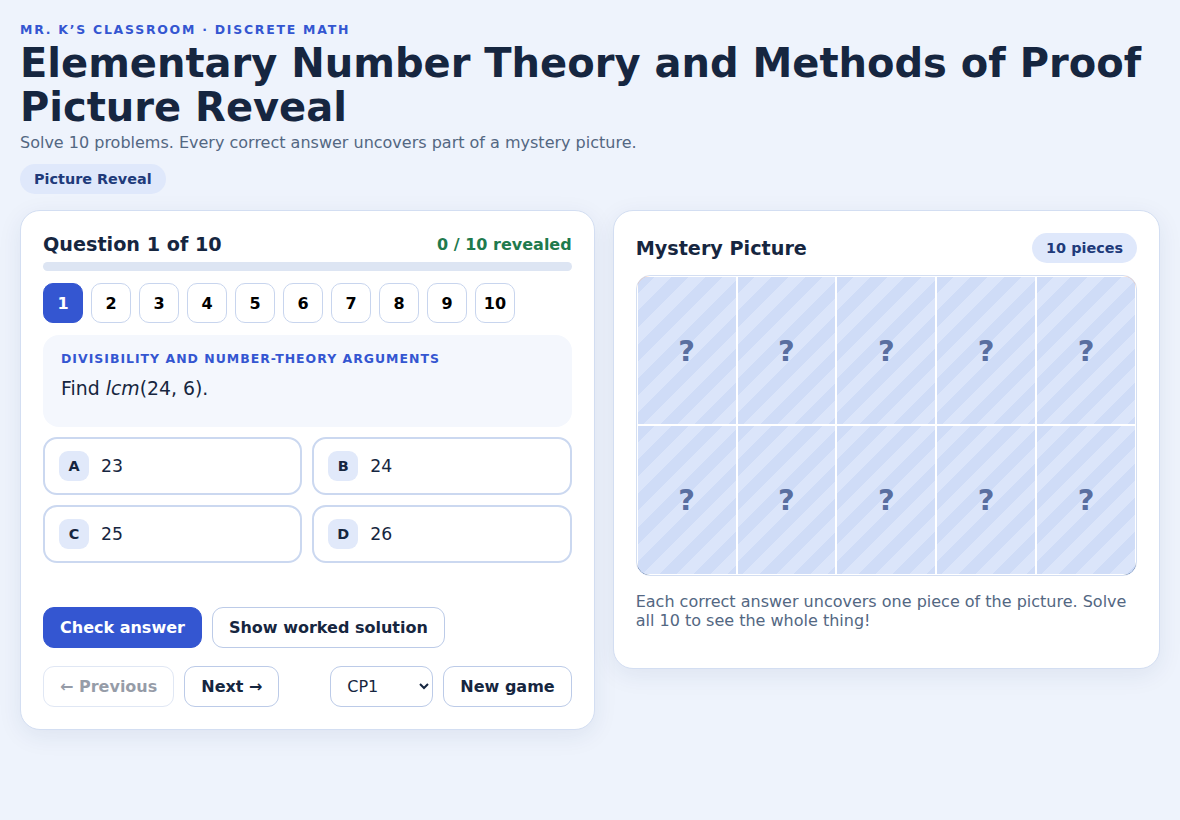 MR. K’S CLASSROOM · DISCRETE MATH
Elementary Number Theory and Methods of Proof
Picture Reveal
Solve 10 problems. Every correct answer uncovers part of a mystery picture.
Picture Reveal
Question 1 of 10
0 / 10 revealed
1 2 3 4 5 6 7 8 9 10
DIVISIBILITY AND NUMBER-THEORY ARGUMENTS
Find lcm(24, 6).
A 23
B 24
C 25
D 26
Check answer
Show worked solution
← Previous
Next →
CP1
New game
Mystery Picture
10 pieces
? ? ? ? ?
? ? ? ? ?
Each correct answer uncovers one piece of the picture. Solve
all 10 to see the whole thing!